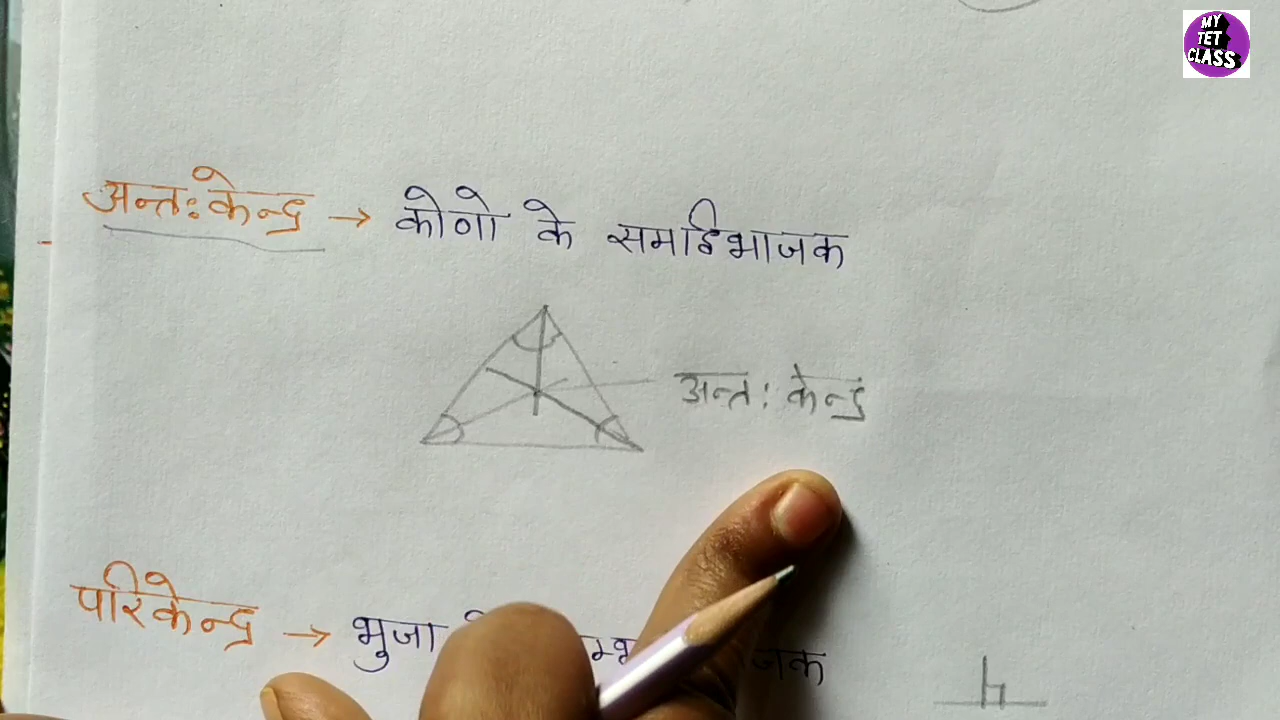 MY
TET
CLASS
अन्तः केन्द्र → कोणो के समद्विभाजक
अन्तः केन्द्र
परिकेन्द्र → भुजा